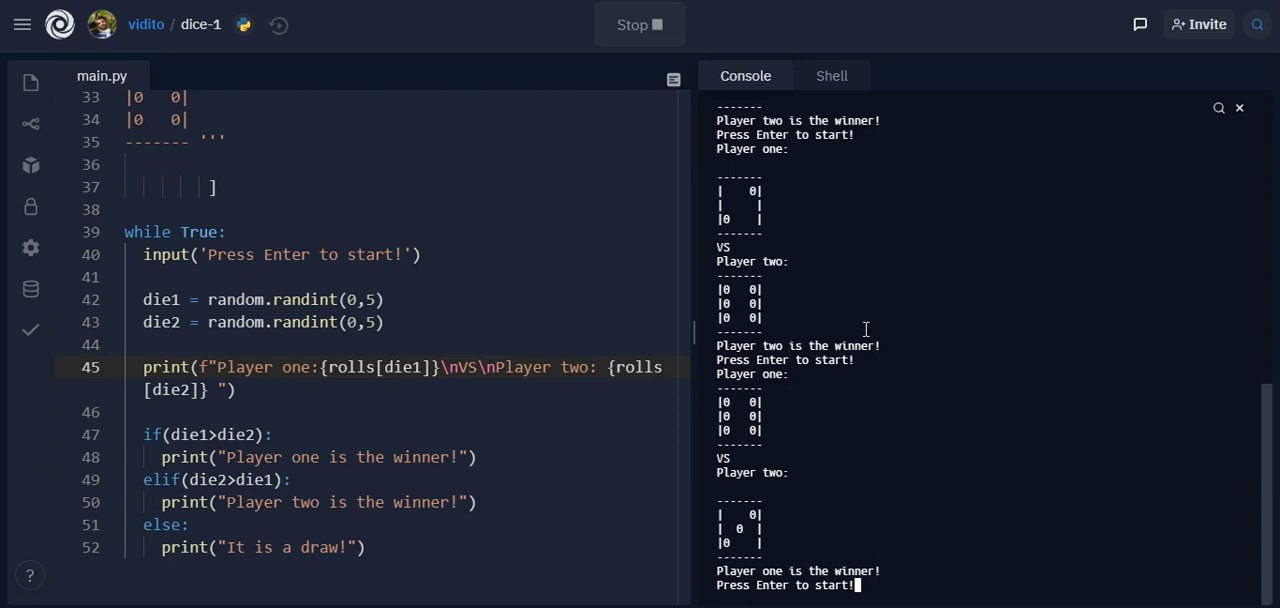 vidito / dice-1
Stop
Invite
main.py
33 |0   0|
34 |0   0|
35 ------- '''
36
37 ]
38
39 while True:
40 input('Press Enter to start!')
41
42 die1 = random.randint(0,5)
43 die2 = random.randint(0,5)
44
45 print(f"Player one:{rolls[die1]}\nVS\nPlayer two: {rolls
[die2]} ")
46
47 if(die1>die2):
48 print("Player one is the winner!")
49 elif(die2>die1):
50 print("Player two is the winner!")
51 else:
52 print("It is a draw!")
?
Console
Shell
-------
Player two is the winner!
Press Enter to start!
Player one:
-------
|    0|
|     |
|0    |
-------
VS
Player two:
-------
|0   0|
|0   0|
|0   0|
-------
Player two is the winner!
Press Enter to start!
Player one:
-------
|0   0|
|0   0|
|0   0|
-------
VS
Player two:
-------
|    0|
|  0  |
|0    |
-------
Player one is the winner!
Press Enter to start!